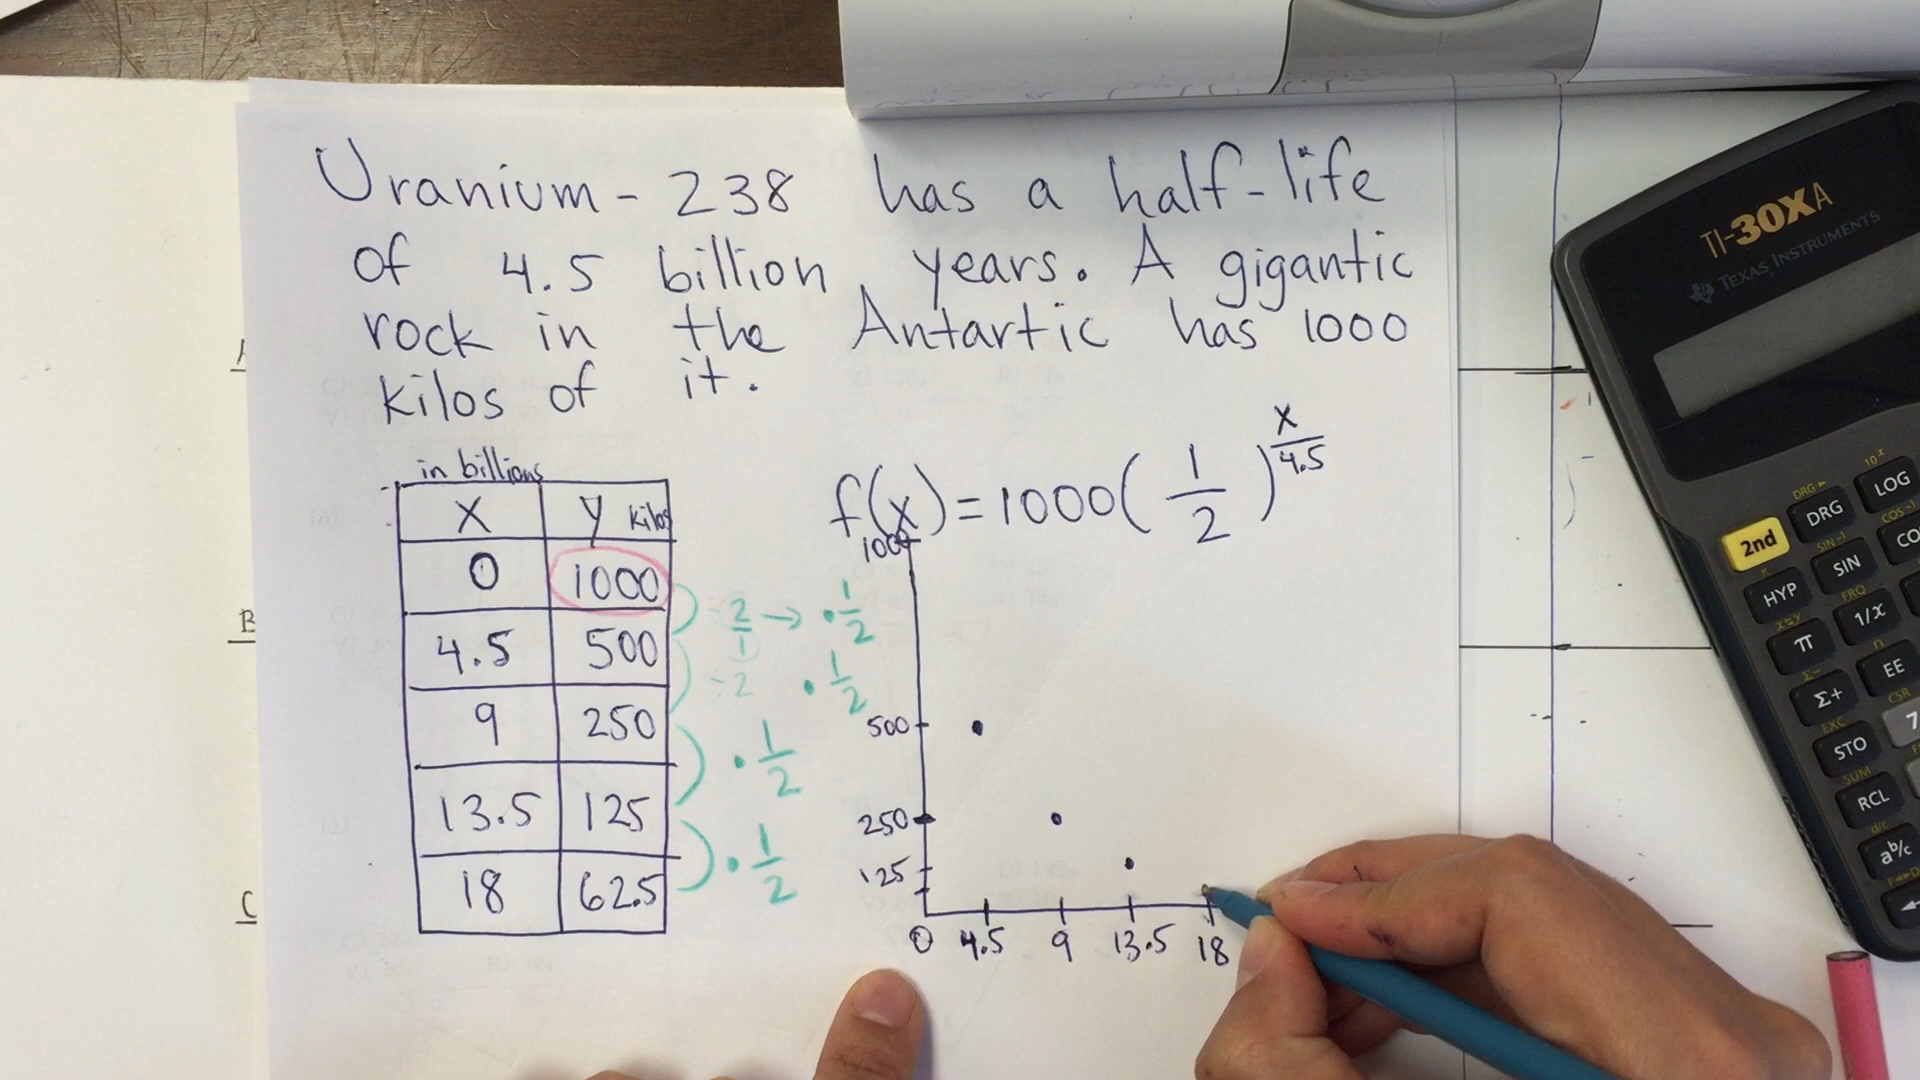 Uranium-238 has a half-life
of 4.5 billion years. A gigantic
rock in the Antartic has 1000
kilos of it.
in billions
X Y kilos
0 1000
4.5 500
9 250
13.5 125
18 62.5
÷ 2/1 → · 1/2
÷2 · 1/2
· 1/2
· 1/2
f(x) = 1000(1/2)^(x/4.5)
1000
500
250
125
0 4.5 9 13.5 18
A
B
C
TI-30XA
TEXAS INSTRUMENTS
2nd DRG LOG
HYP SIN
π 1/x
Σ+ EE
STO 7
RCL
a b/c